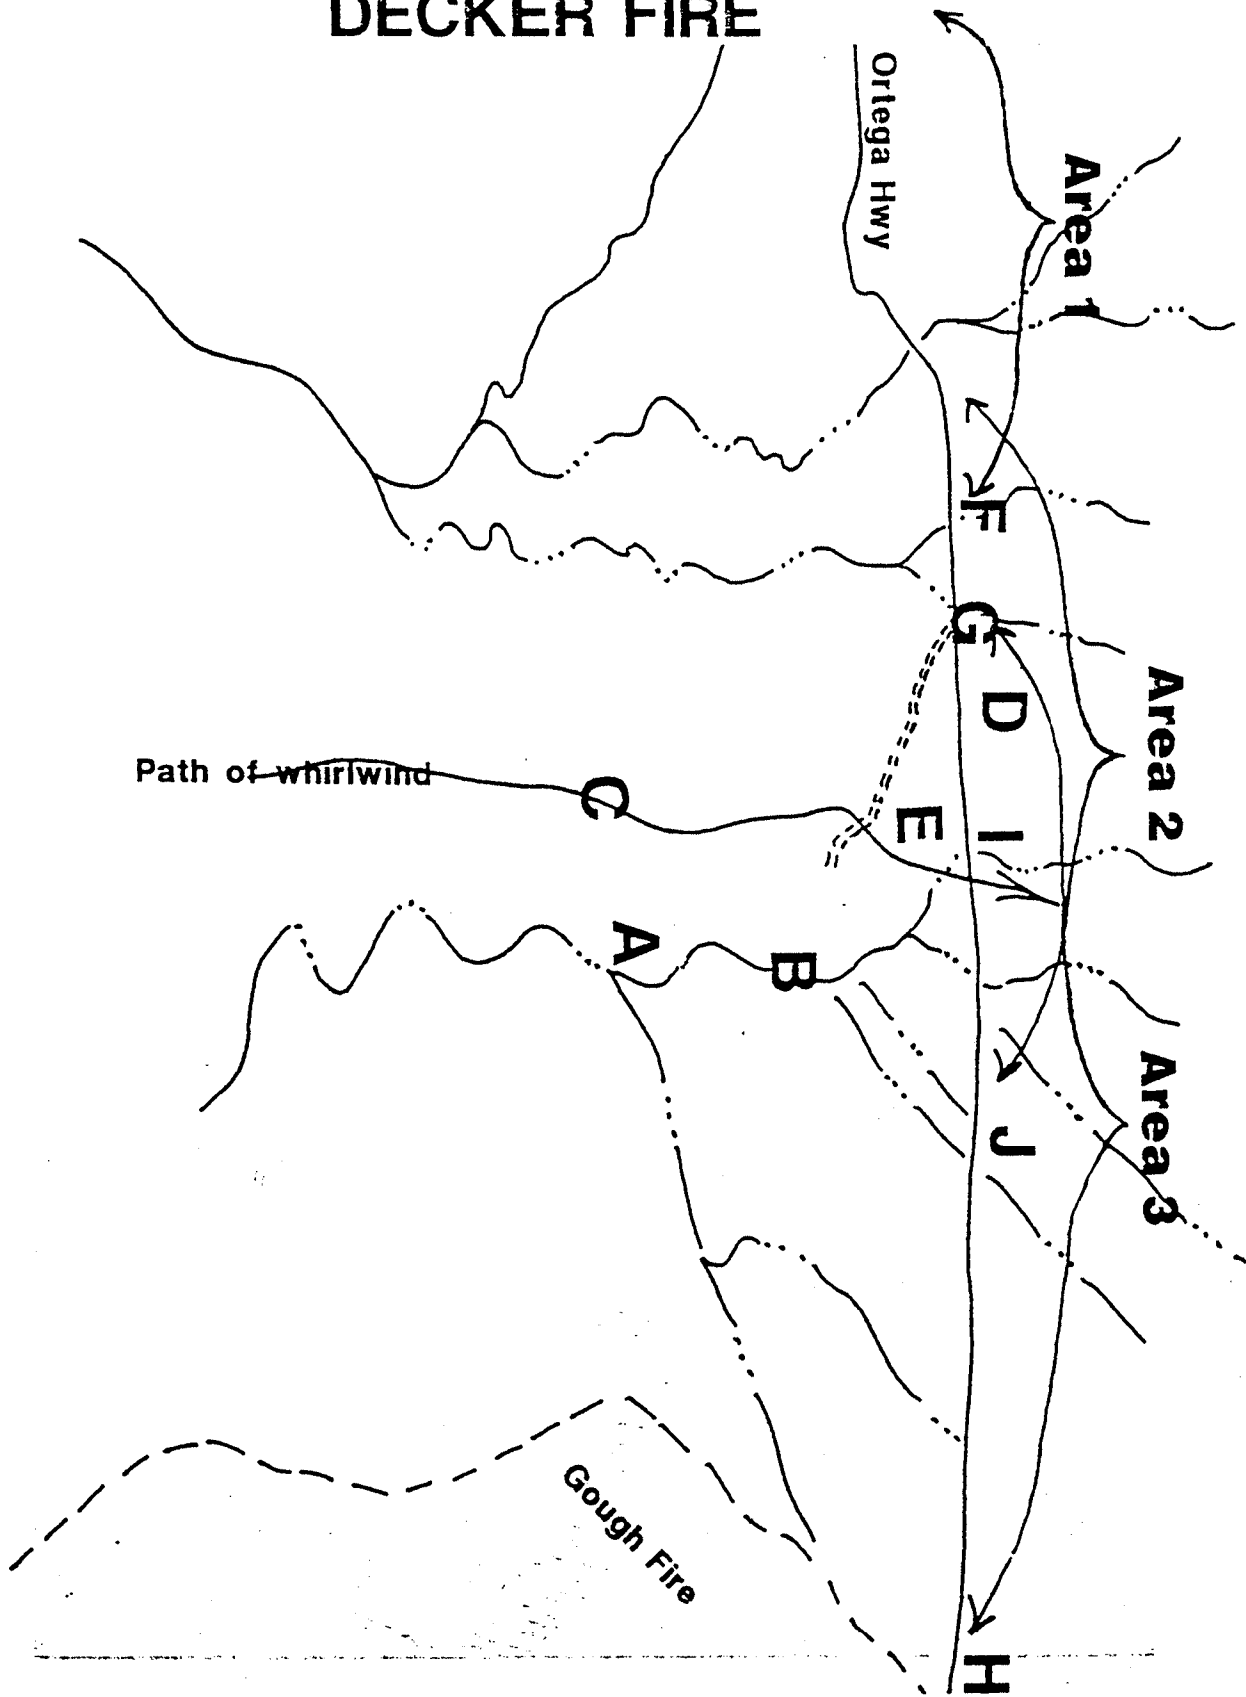 DECKER FIRE
Ortega Hwy
Area 1
F
G
D
Area 2
Path of whirlwind
C
E
I
A
B
Area 3
J
Gough Fire
H